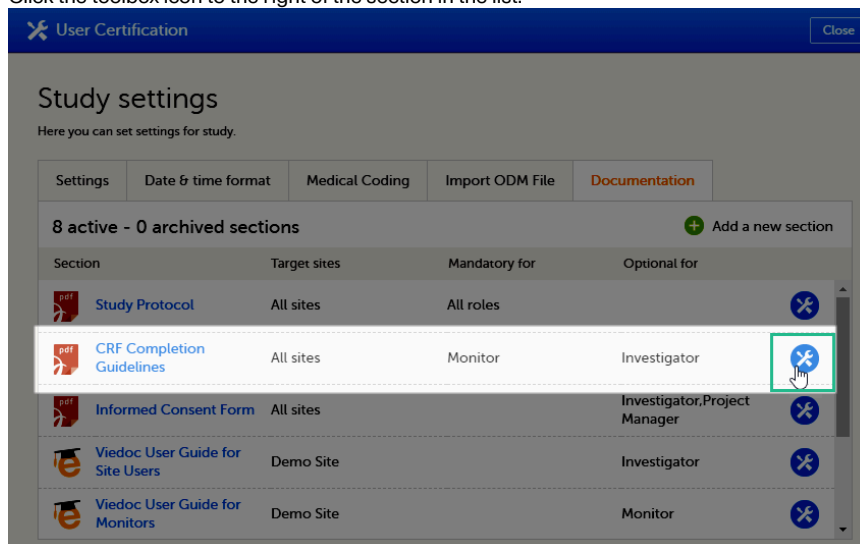 Click the toolbox icon to the right of the section in the list.
User Certification
Close
Study settings
Here you can set settings for study.
Settings Date & time format Medical Coding Import ODM File Documentation
8 active - 0 archived sections Add a new section
Section Target sites Mandatory for Optional for
pdf Study Protocol All sites All roles
pdf CRF Completion
Guidelines All sites Monitor Investigator
pdf Informed Consent Form All sites Investigator,Project
Manager
Viedoc User Guide for
Site Users Demo Site Investigator
Viedoc User Guide for
Monitors Demo Site Monitor